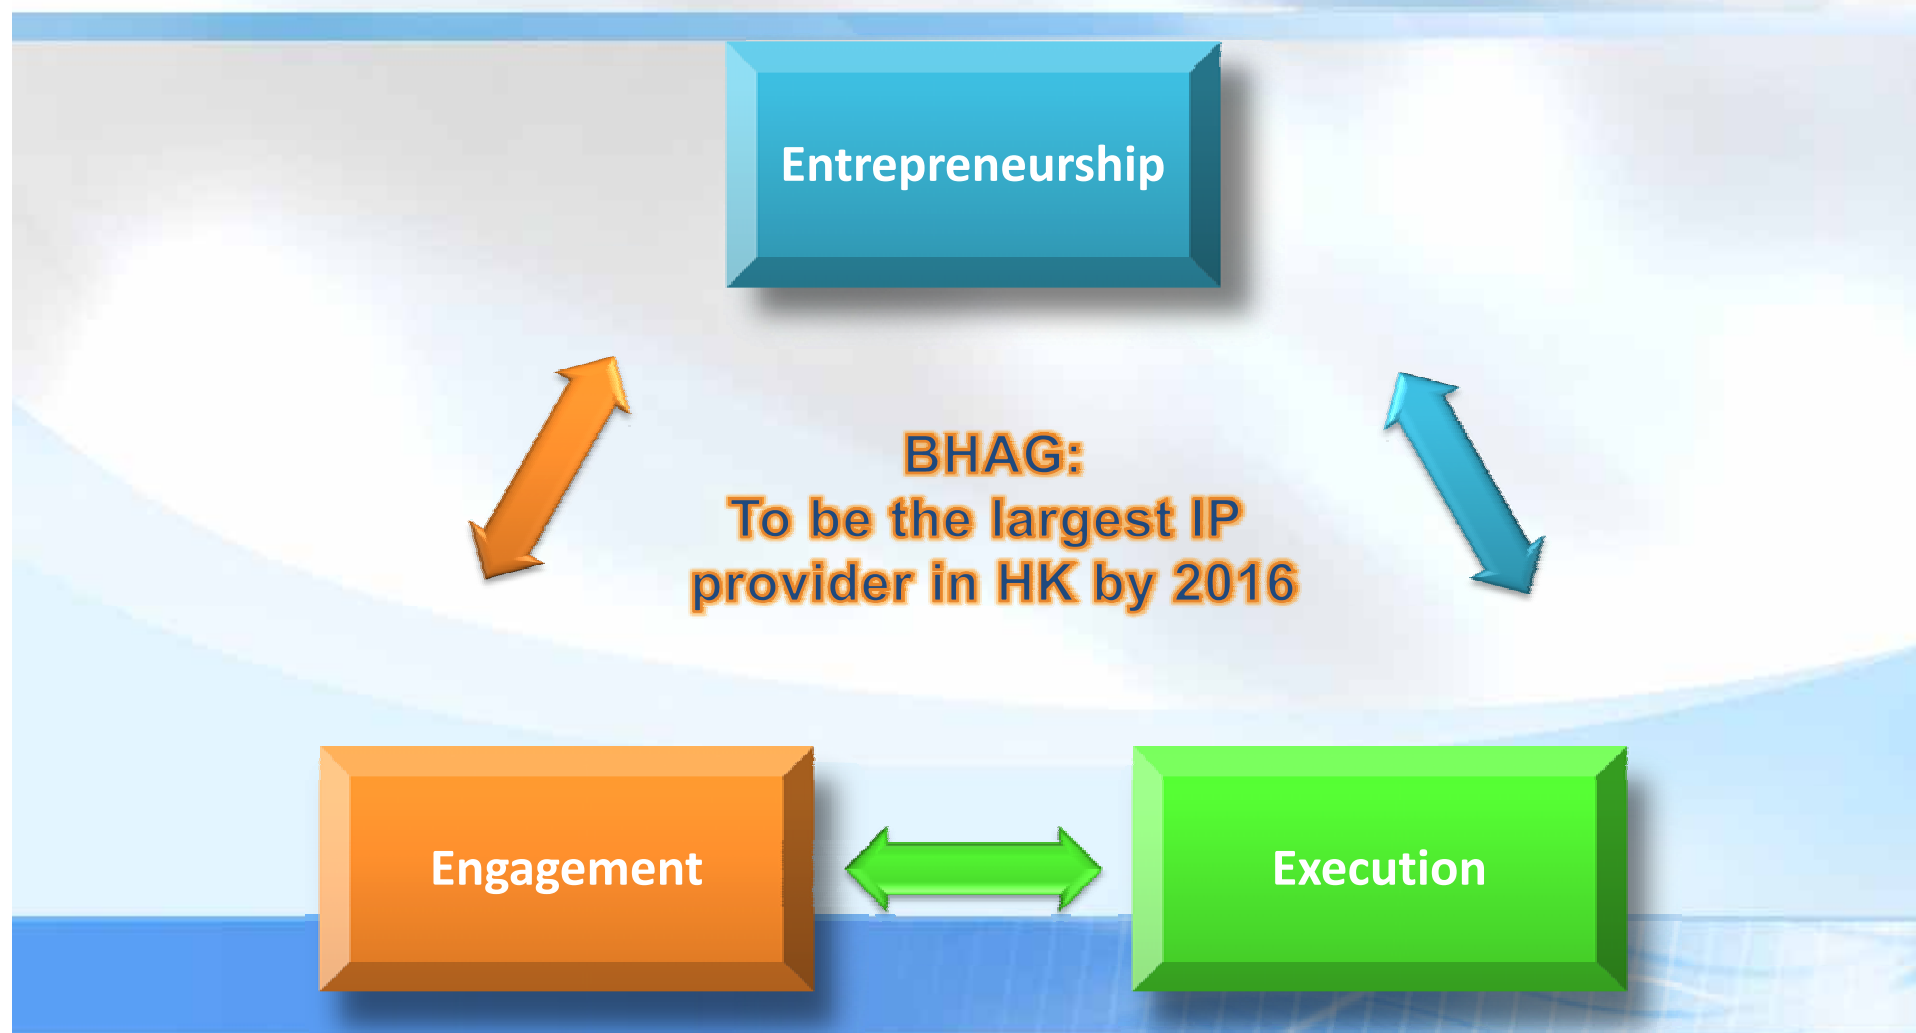 Entrepreneurship
BHAG:
To be the largest IP
provider in HK by 2016
Engagement
Execution